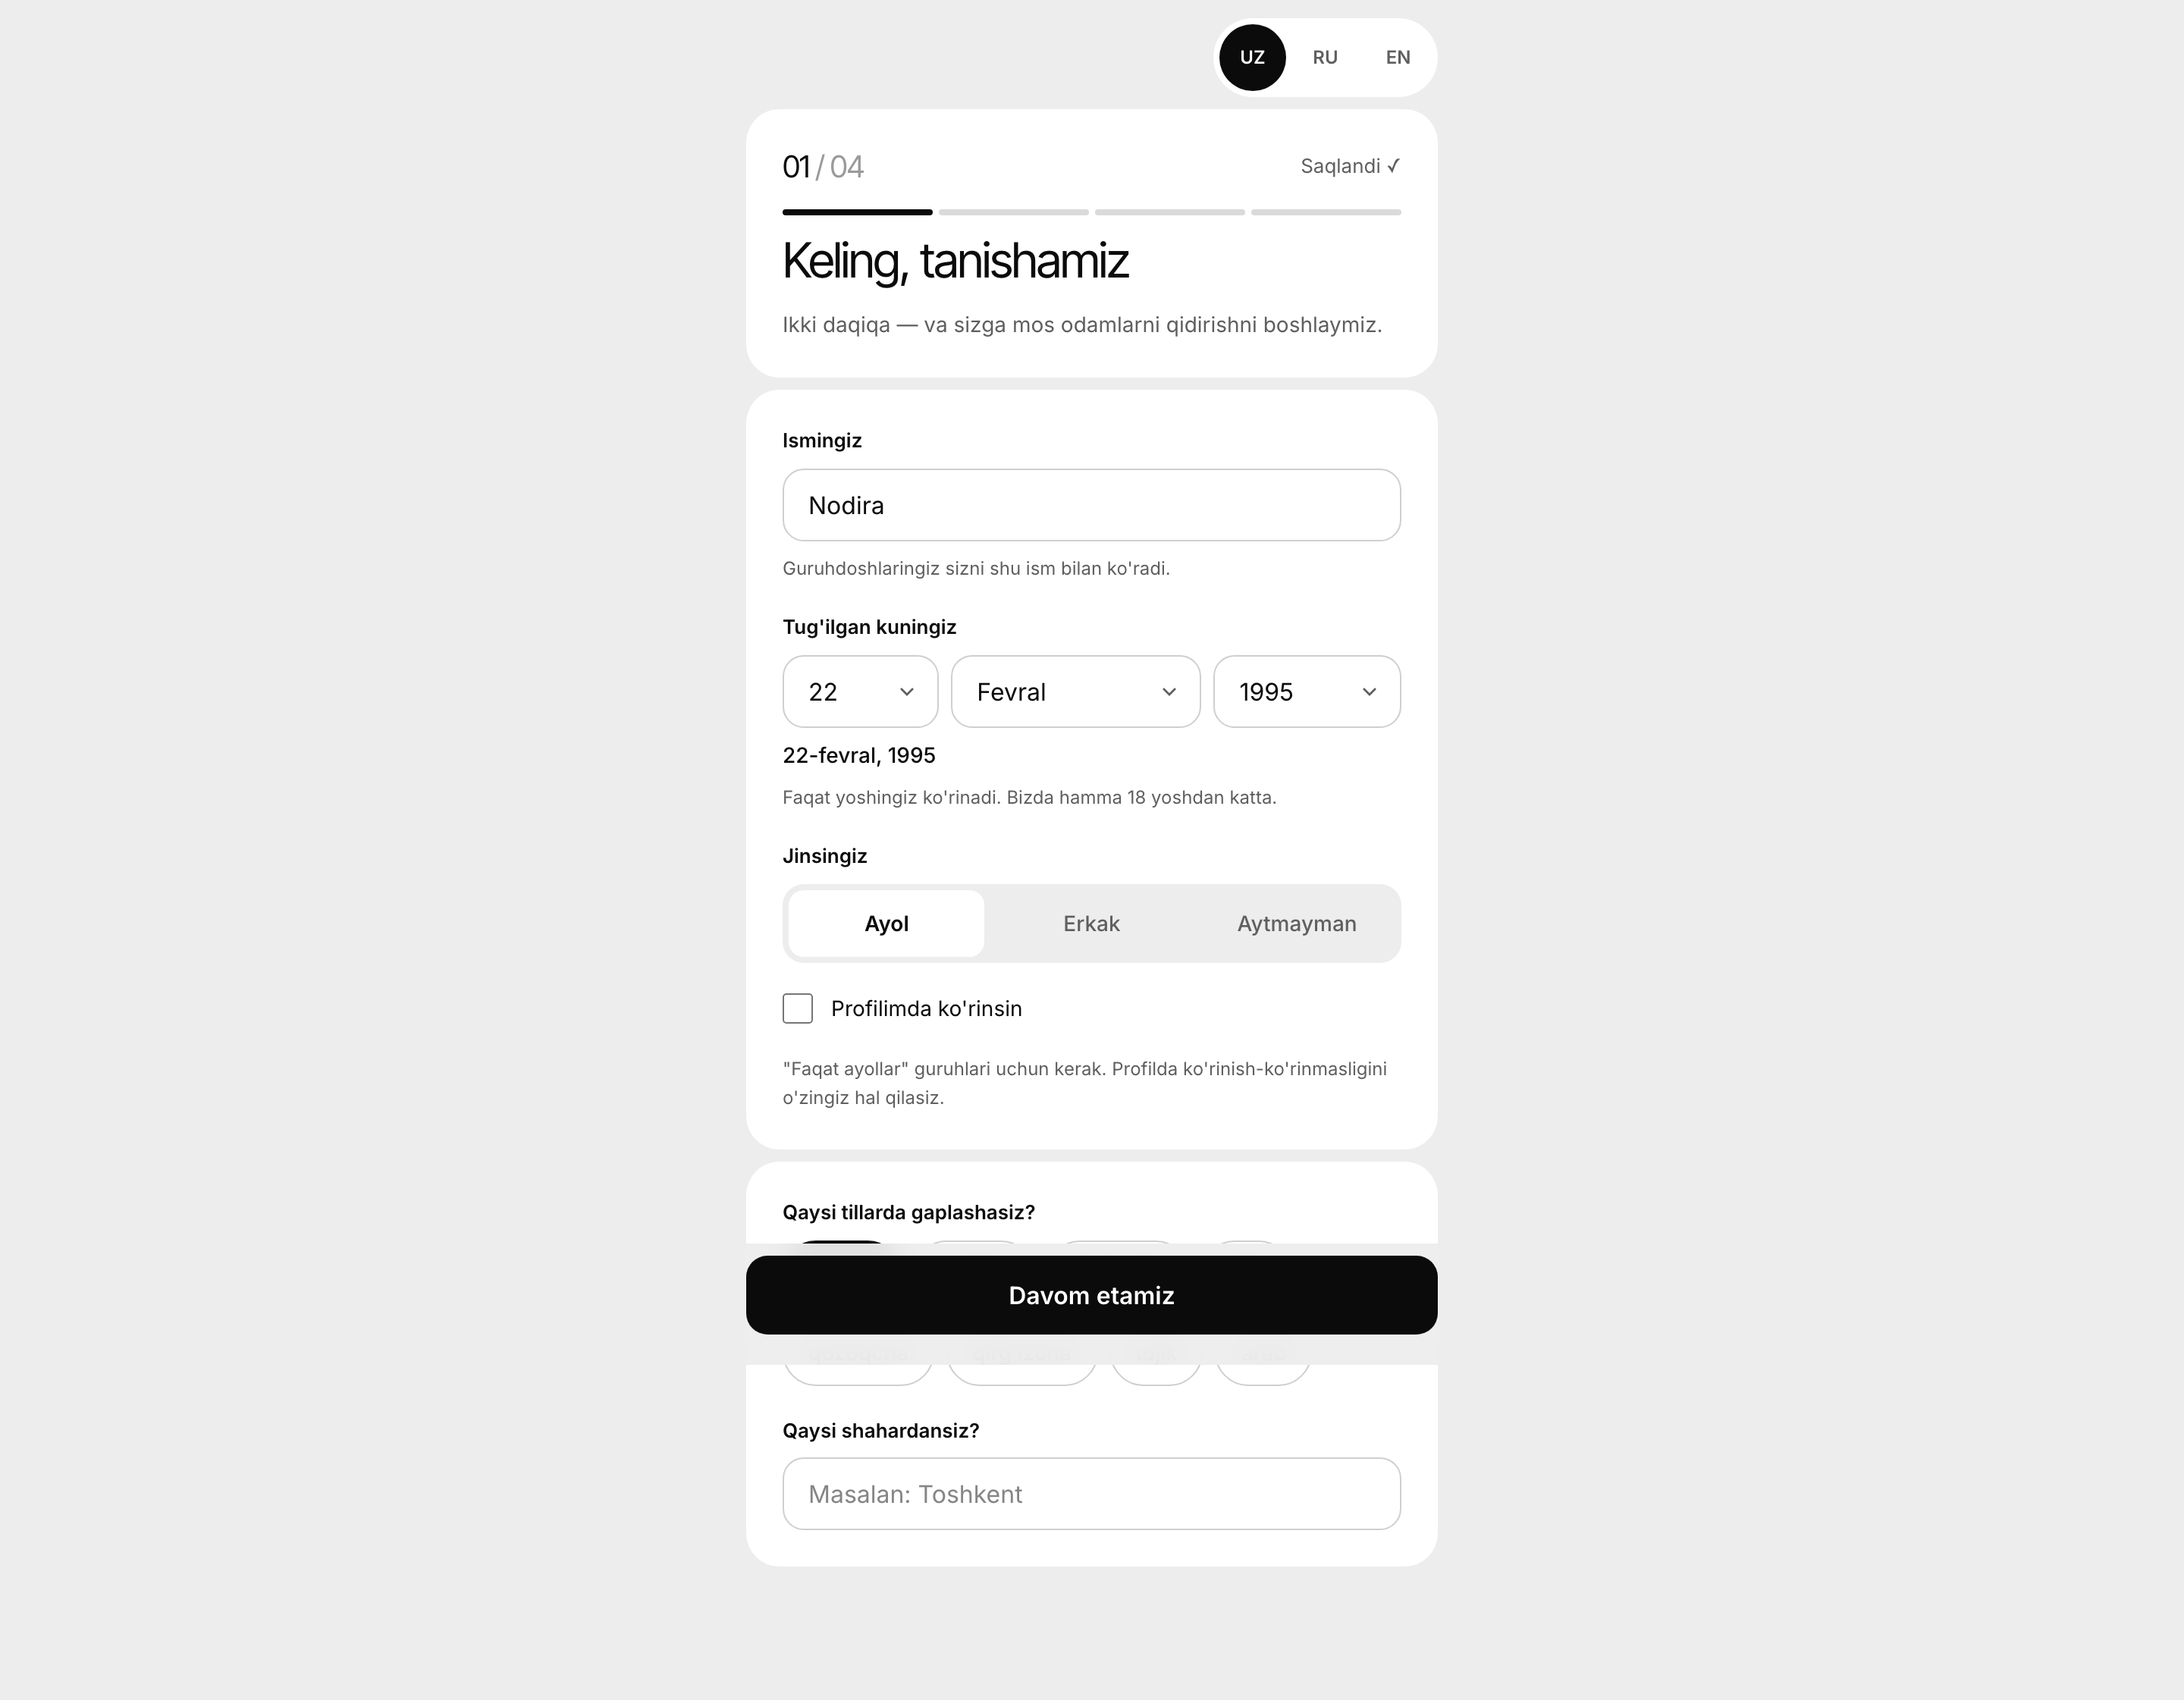 UZ RU EN
01 / 04
Saqlandi ✓
Keling, tanishamiz
Ikki daqiqa — va sizga mos odamlarni qidirishni boshlaymiz.
Ismingiz
Nodira
Guruhdoshlaringiz sizni shu ism bilan ko'radi.
Tug'ilgan kuningiz
22 Fevral 1995
22-fevral, 1995
Faqat yoshingiz ko'rinadi. Bizda hamma 18 yoshdan katta.
Jinsingiz
Ayol Erkak Aytmayman
Profilimda ko'rinsin
"Faqat ayollar" guruhlari uchun kerak. Profilda ko'rinish-ko'rinmasligini
o'zingiz hal qilasiz.
Qaysi tillarda gaplashasiz?
Davom etamiz
Qaysi shahardansiz?
Masalan: Toshkent